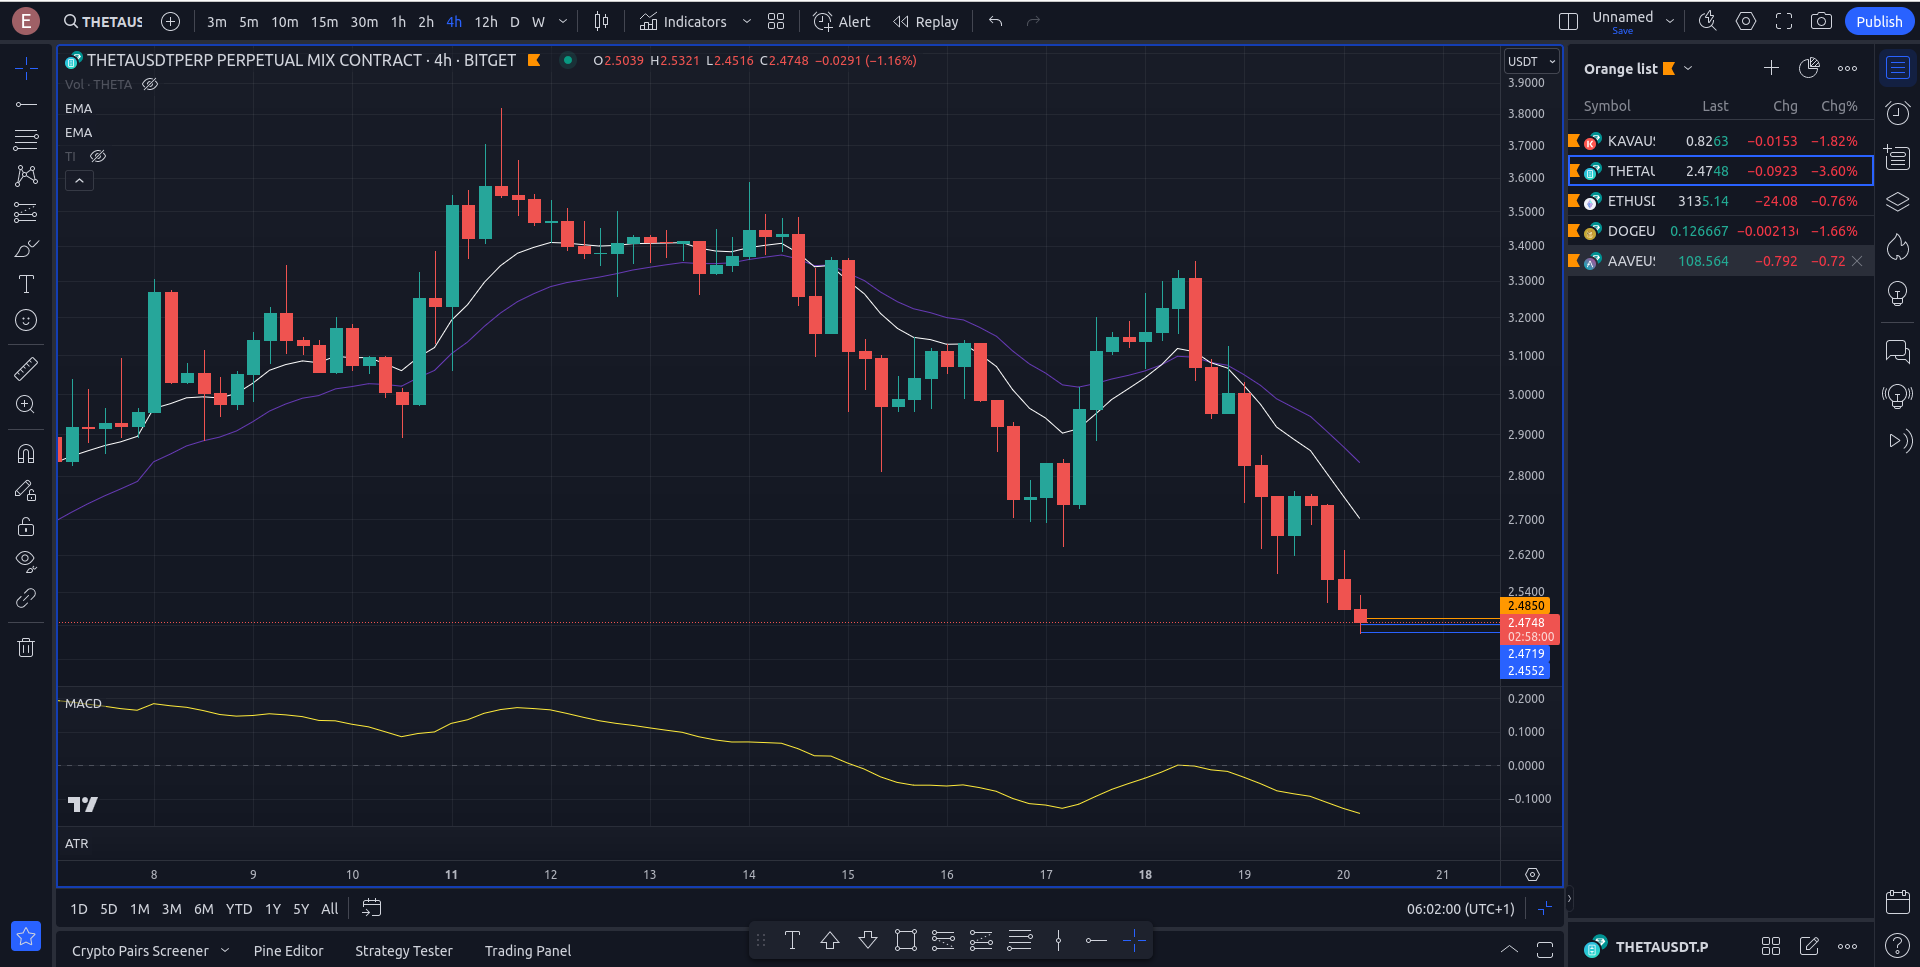 E
THETAUS
3m 5m 10m 15m 30m 1h 2h 4h 12h D W
Indicators
Alert
Replay
Unnamed
Save
Publish
THETAUSDTPERP PERPETUAL MIX CONTRACT · 4h · BITGET
O2.5039 H2.5321 L2.4516 C2.4748 −0.0291 (−1.16%)
Vol · THETA
EMA
EMA
TI
USDT
3.9000
3.8000
3.7000
3.6000
3.5000
3.4000
3.3000
3.2000
3.1000
3.0000
2.9000
2.8000
2.7000
2.6200
2.5400
2.4850
2.4748
02:58:00
2.4719
2.4552
MACD
0.2000
0.1000
0.0000
−0.1000
ATR
8 9 10 11 12 13 14 15 16 17 18 19 20 21
1D 5D 1M 3M 6M YTD 1Y 5Y All
06:02:00 (UTC+1)
Crypto Pairs Screener Pine Editor Strategy Tester Trading Panel
Orange list
Symbol Last Chg Chg%
KAVAU 0.8263 −0.0153 −1.82%
THETAU 2.4748 −0.0923 −3.60%
ETHUSD 3135.14 −24.08 −0.76%
DOGEU 0.126667 −0.00213 −1.66%
AAVEUS 108.564 −0.792 −0.72
THETAUSDT.P